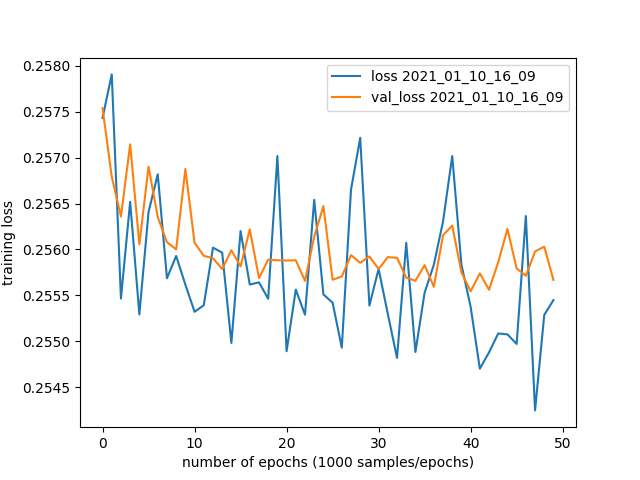 0.2580
0.2575
0.2570
0.2565
0.2560
0.2555
0.2550
0.2545
training loss
loss 2021_01_10_16_09
val_loss 2021_01_10_16_09
0 10 20 30 40 50
number of epochs (1000 samples/epochs)